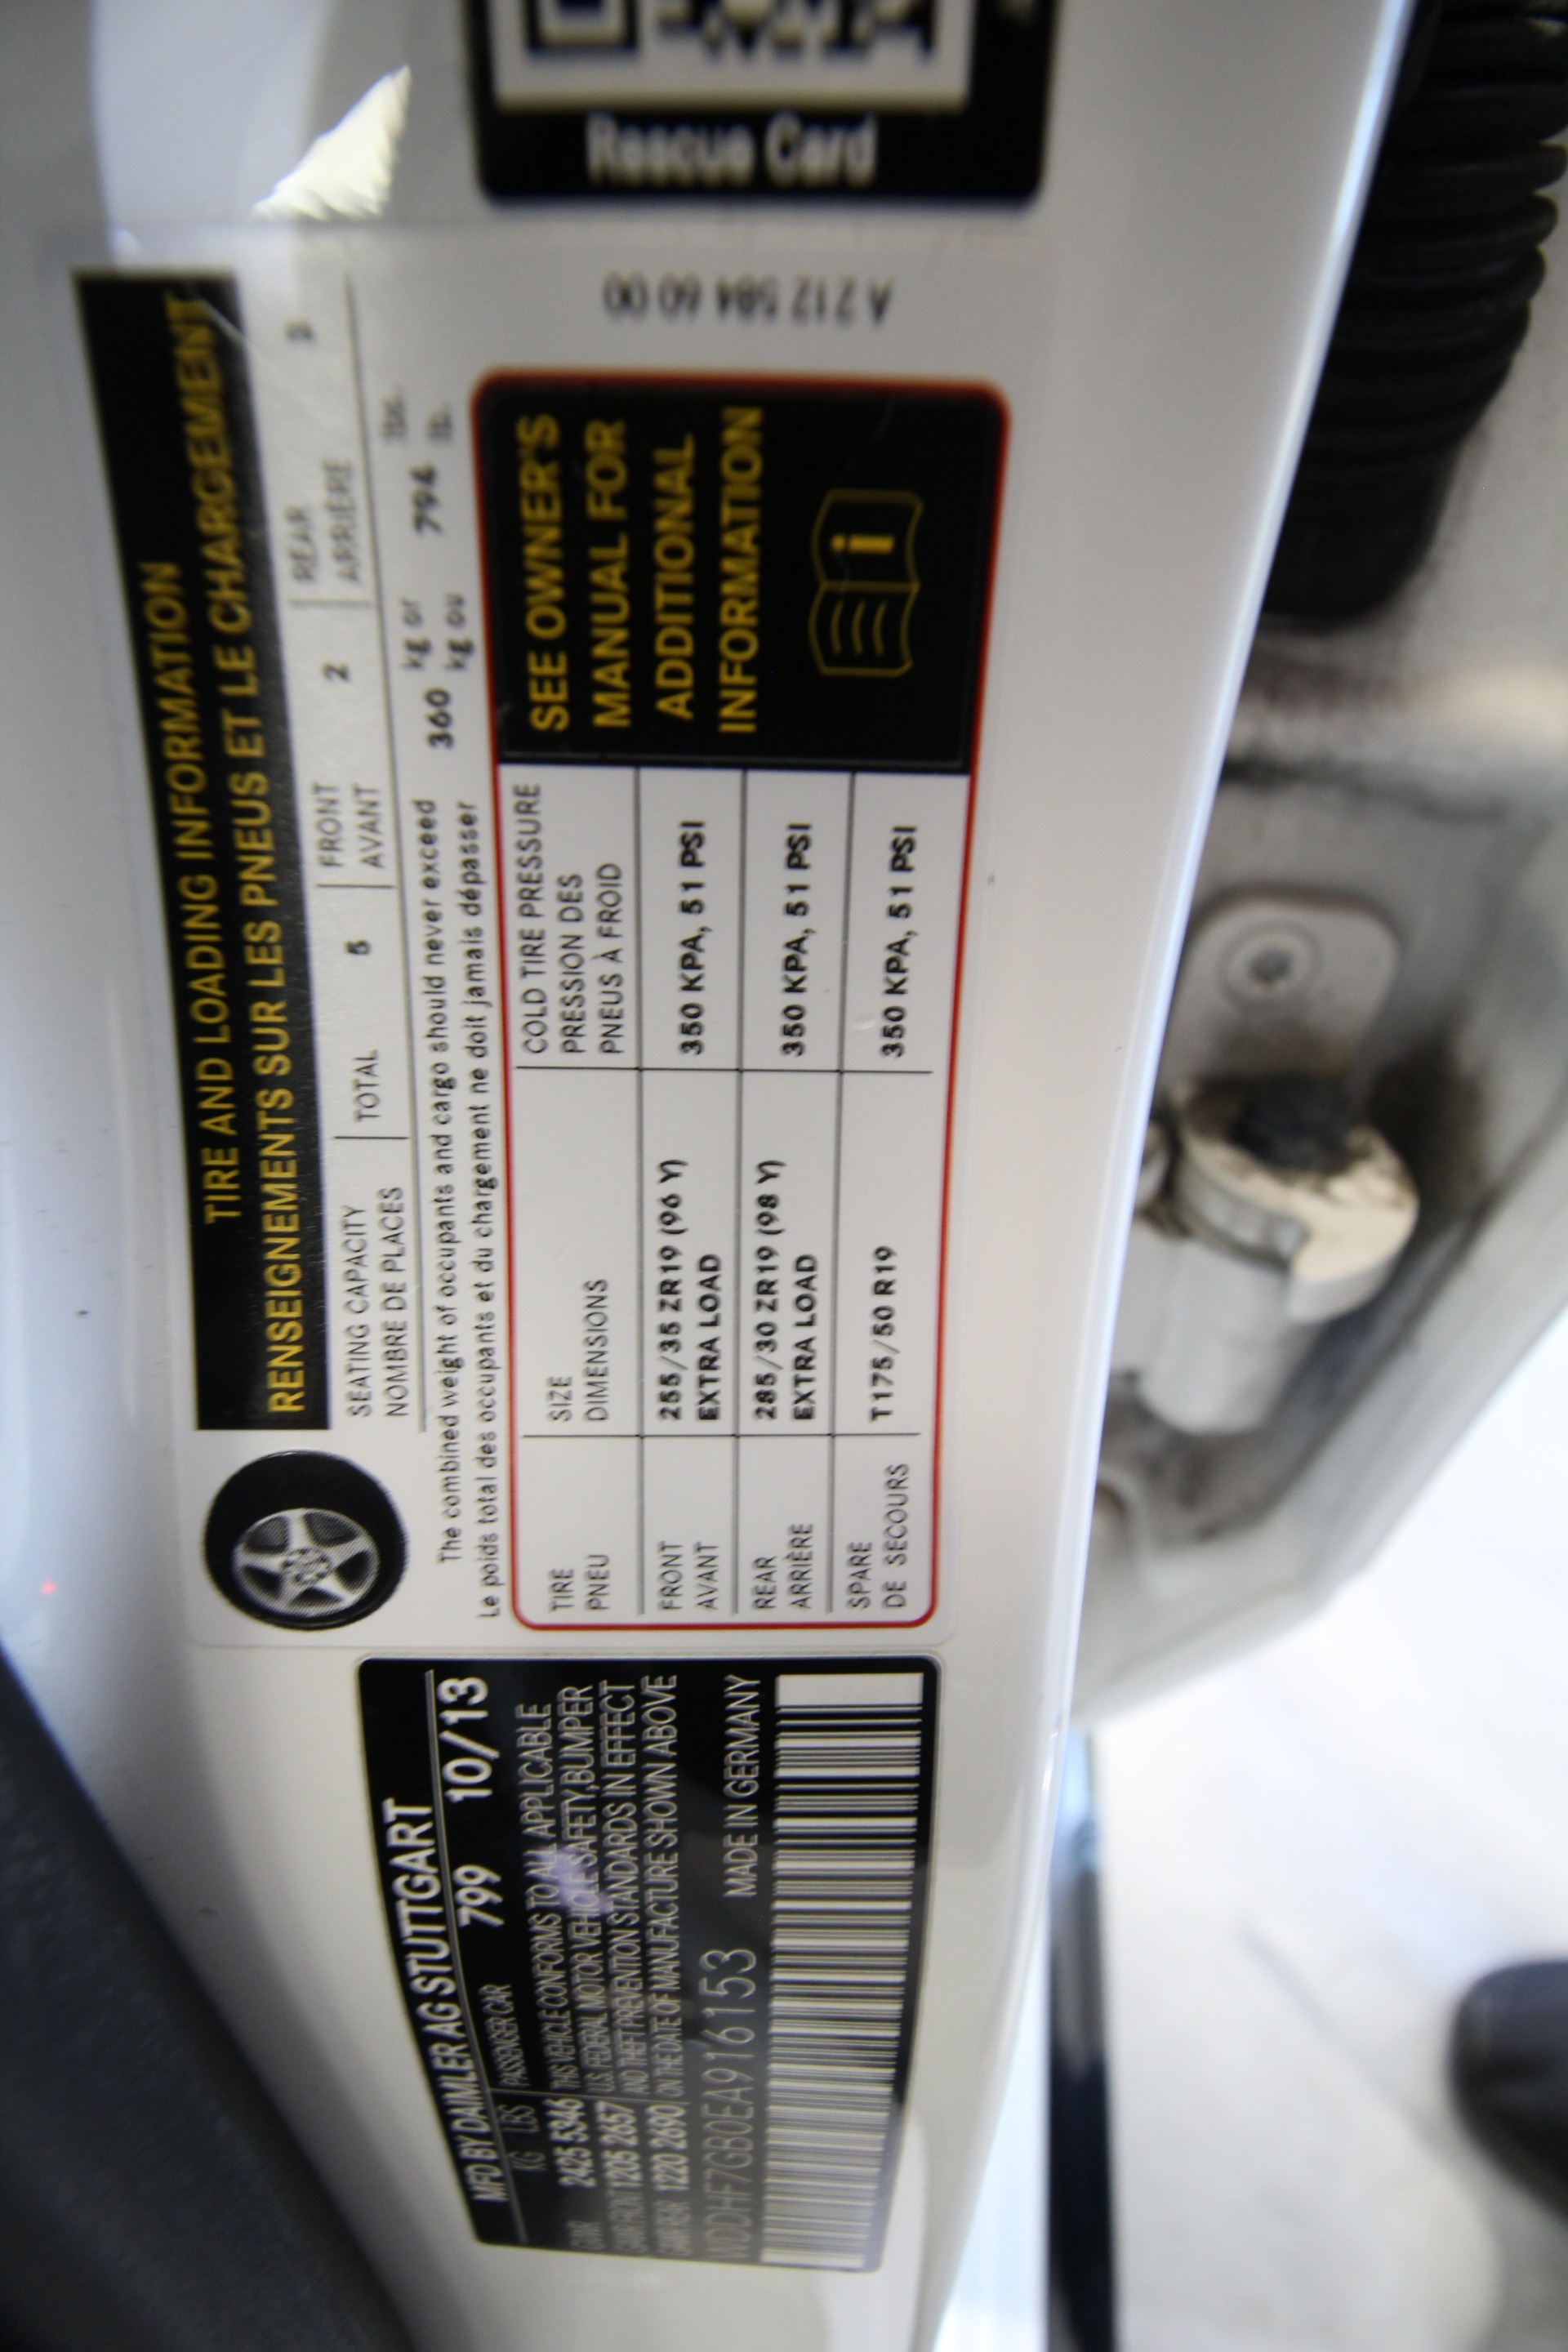 Rescue Card
A 212 584 60 00
TIRE AND LOADING INFORMATION
RENSEIGNEMENTS SUR LES PNEUS ET LE CHARGEMENT
SEATING CAPACITY TOTAL 5 FRONT 2 REAR 3
NOMBRE DE PLACES AVANT ARRIÈRE
The combined weight of occupants and cargo should never exceed 360 kg or 794 lbs.
Le poids total des occupants et du chargement ne doit jamais dépasser kg ou lb.
TIRE SIZE COLD TIRE PRESSURE
PNEU DIMENSIONS PRESSION DES
PNEUS À FROID
FRONT 255/35 ZR19 (96 Y) 350 KPA, 51 PSI
AVANT EXTRA LOAD
REAR 285/30 ZR19 (98 Y) 350 KPA, 51 PSI
ARRIÈRE EXTRA LOAD
SPARE T175/50 R19 350 KPA, 51 PSI
DE SECOURS
SEE OWNER'S
MANUAL FOR
ADDITIONAL
INFORMATION
MFD BY DAIMLER AG STUTTGART
KG LBS PASSENGER CAR 799 10/13
GVWR 2425 5346 THIS VEHICLE CONFORMS TO ALL APPLICABLE
GAWR FRONT 1205 2657 U.S. FEDERAL MOTOR VEHICLE SAFETY, BUMPER
GAWR REAR 1220 2690 AND THEFT PREVENTION STANDARDS IN EFFECT
ON THE DATE OF MANUFACTURE SHOWN ABOVE
WDDHF7GB0EA916153 MADE IN GERMANY